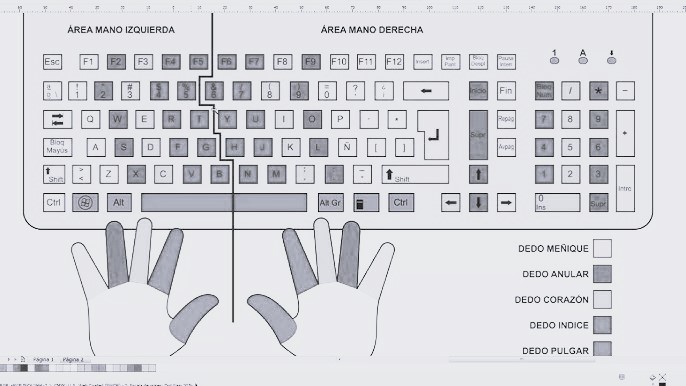 ÁREA MANO IZQUIERDA ÁREA MANO DERECHA
Esc F1 F2 F3 F4 F5 F6 F7 F8 F9 F10 F11 F12 Insert Imp Pant Bloq Despl Pausa Inter 1 A
! 1 " 2 # 3 $ 4 % 5 & 6 / 7 ( 8 ) 9 = 0 ? ¿ Inicio Fin Bloq Num / * -
Q W E R T Y U I O P Supr Repag 7 8 9 +
Bloq Mayús A S D F G H J K L Ñ [ ] Avpag 4 5 6
Shift > < Z X C V B N M Shift 1 2 3 Intro
Ctrl Alt Alt Gr Ctrl 0 Ins Supr
DEDO MEÑIQUE
DEDO ANULAR
DEDO CORAZÓN
DEDO INDICE
DEDO PULGAR
Página 1 Página 2